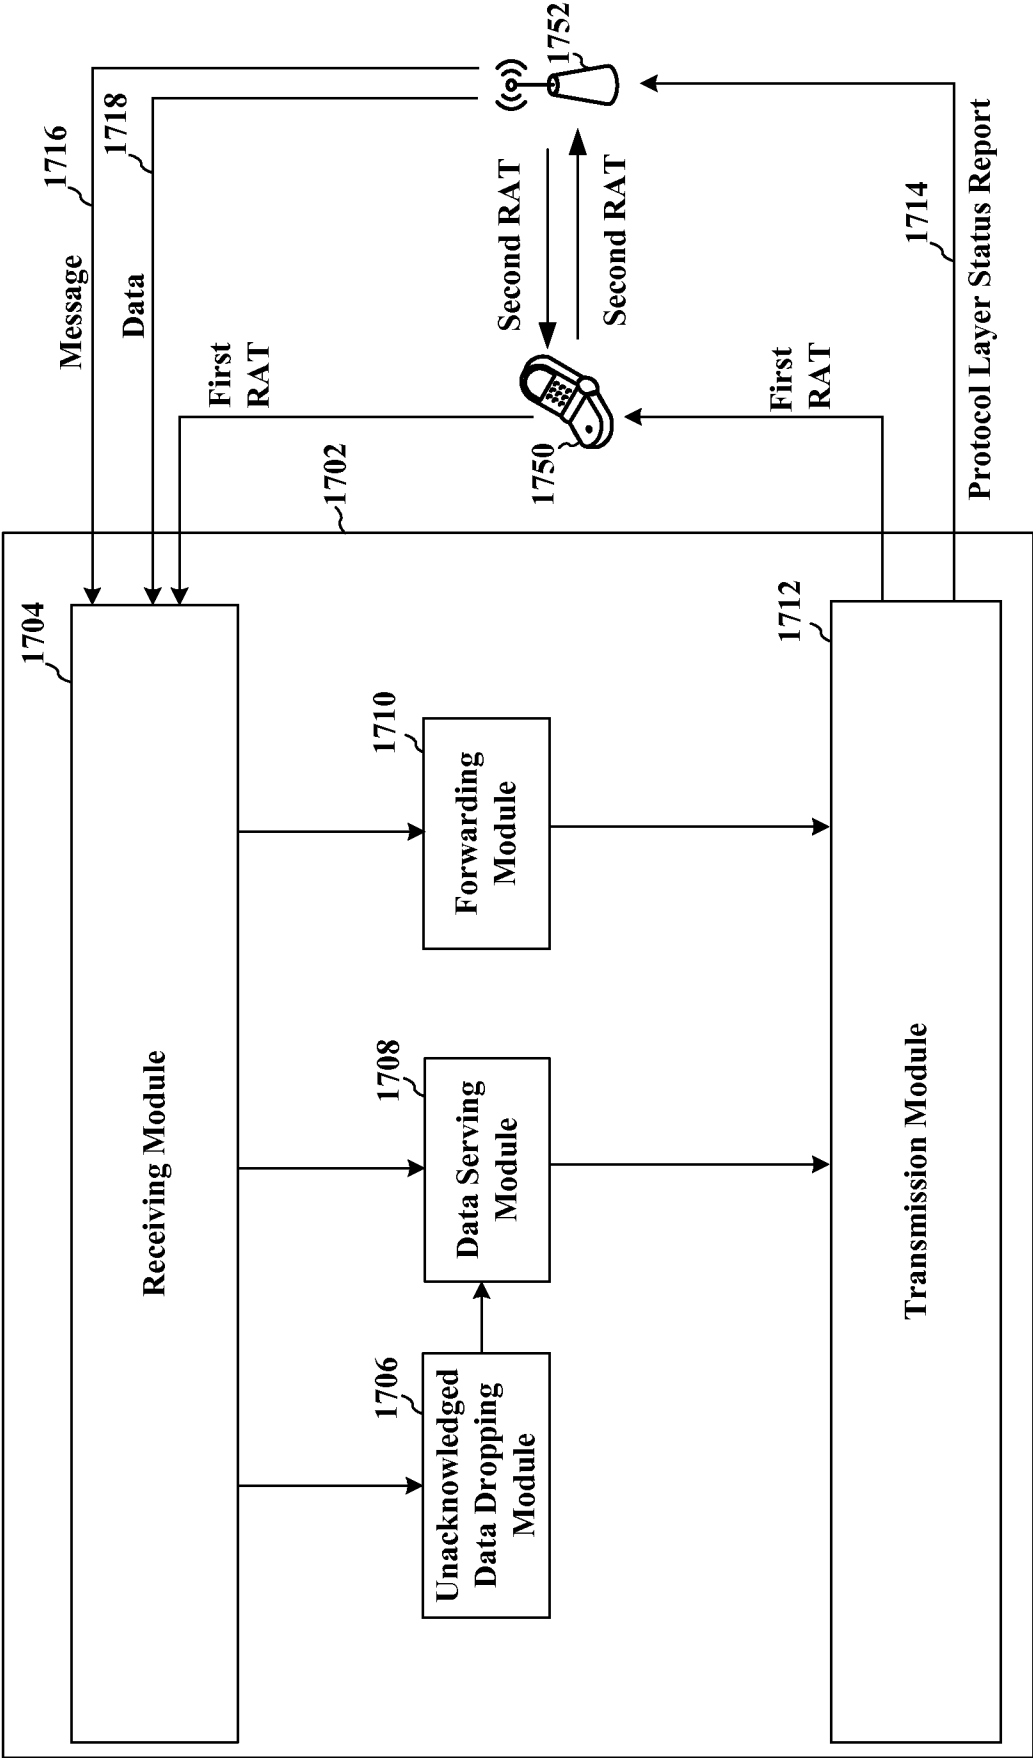 1702
1704
Receiving Module
1706
Unacknowledged
Data Dropping
Module
1708
Data Serving
Module
1710
Forwarding
Module
1712
Transmission Module
Message
1716
Data
1718
First
RAT
1750
Second RAT
Second RAT
1752
First
RAT
1714
Protocol Layer Status Report